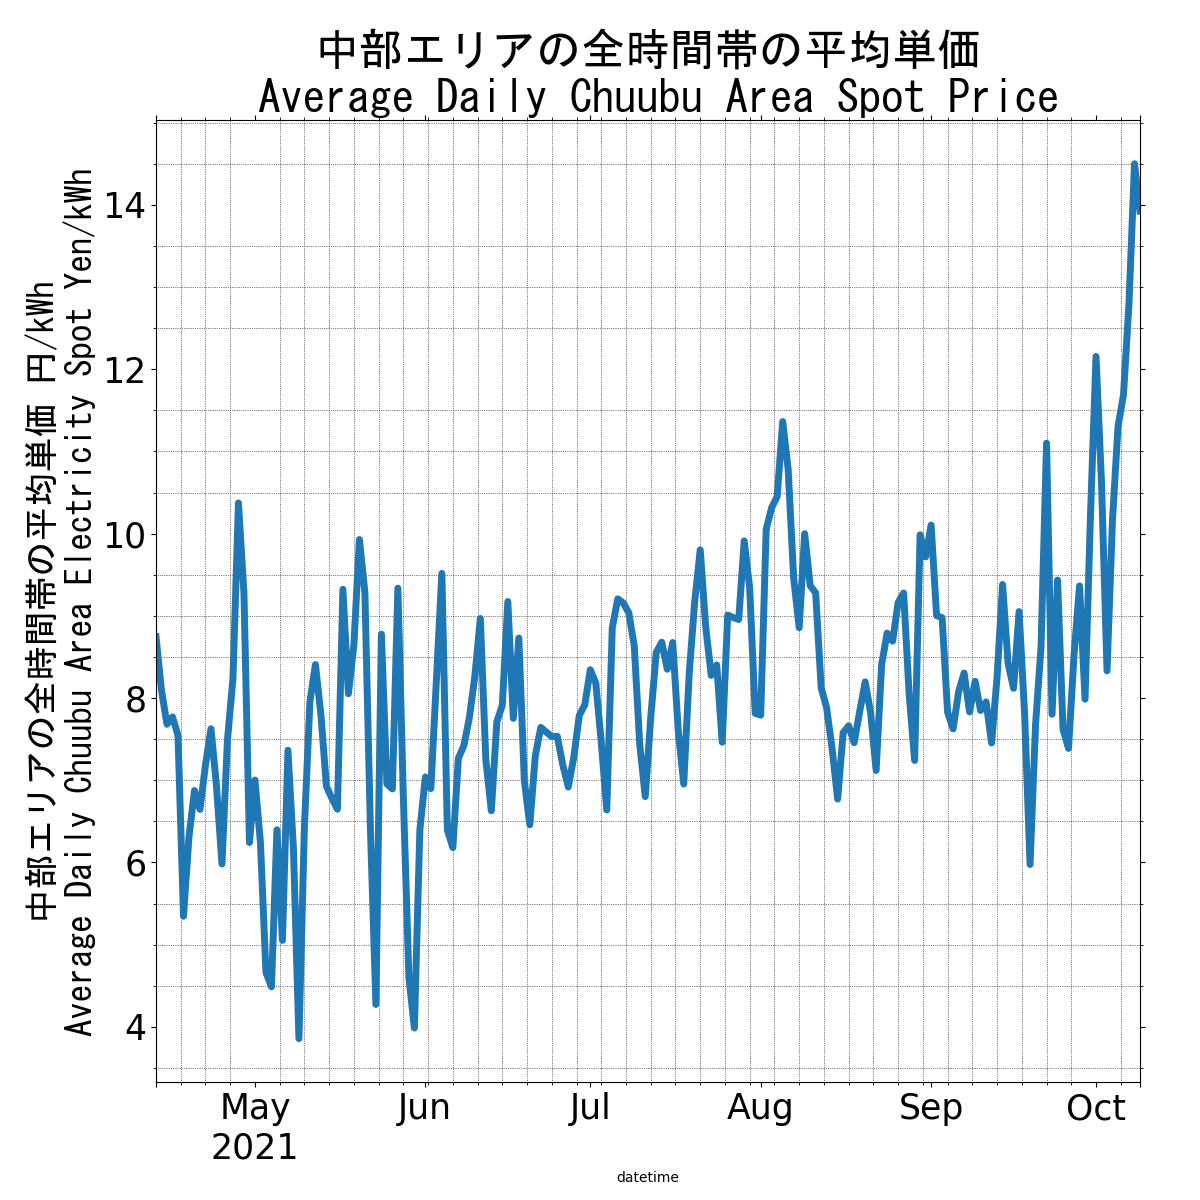 中部エリアの全時間帯の平均単価
Average Daily Chuubu Area Spot Price
中部エリアの全時間帯の平均単価 円/kWh
Average Daily Chuubu Area Electricity Spot Yen/kWh
14
12
10
8
6
4
May
2021
Jun
Jul
Aug
Sep
Oct
datetime